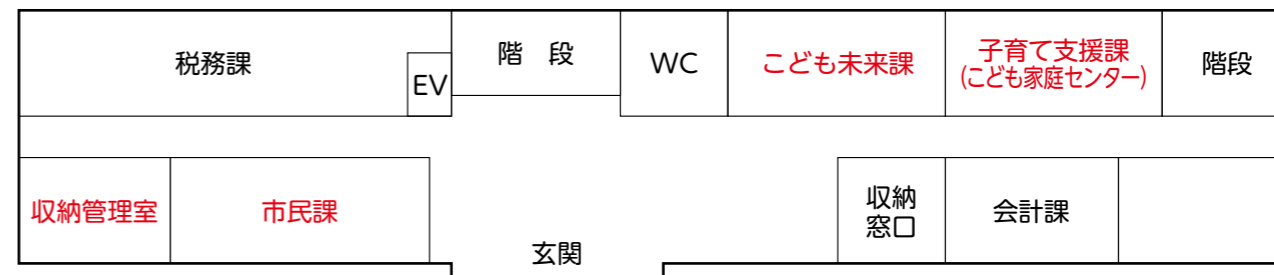 税務課
EV
階　段
WC
こども未来課
子育て支援課
(こども家庭センター)
階段
収納管理室
市民課
玄関
収納
窓口
会計課